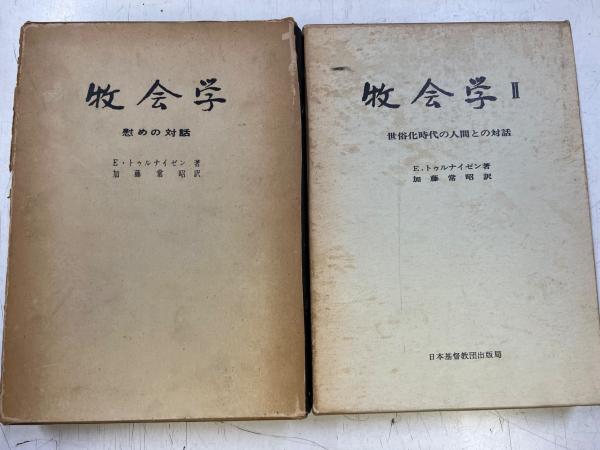 牧会学
慰めの対話
E・トゥルナイゼン 著
加藤常昭訳
牧会学 II
世俗化時代の人間との対話
E・トゥルナイゼン著
加藤常昭訳
日本基督教団出版局